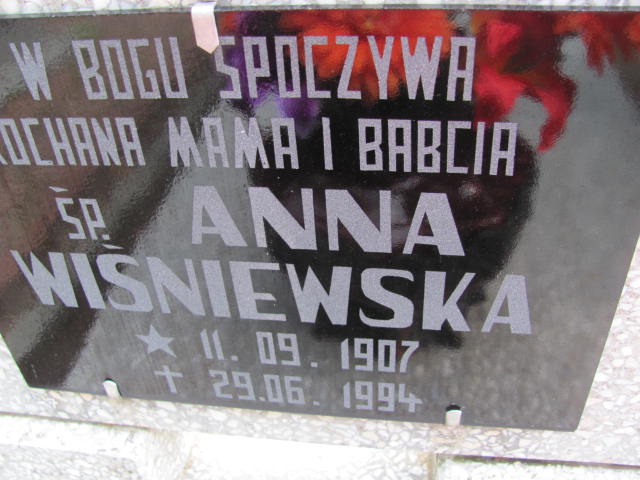 W BOGU SPOCZYWA
KOCHANA MAMA I BABCIA
ŚP. ANNA
WIŚNIEWSKA
11. 09. 1907
29.06. 1994